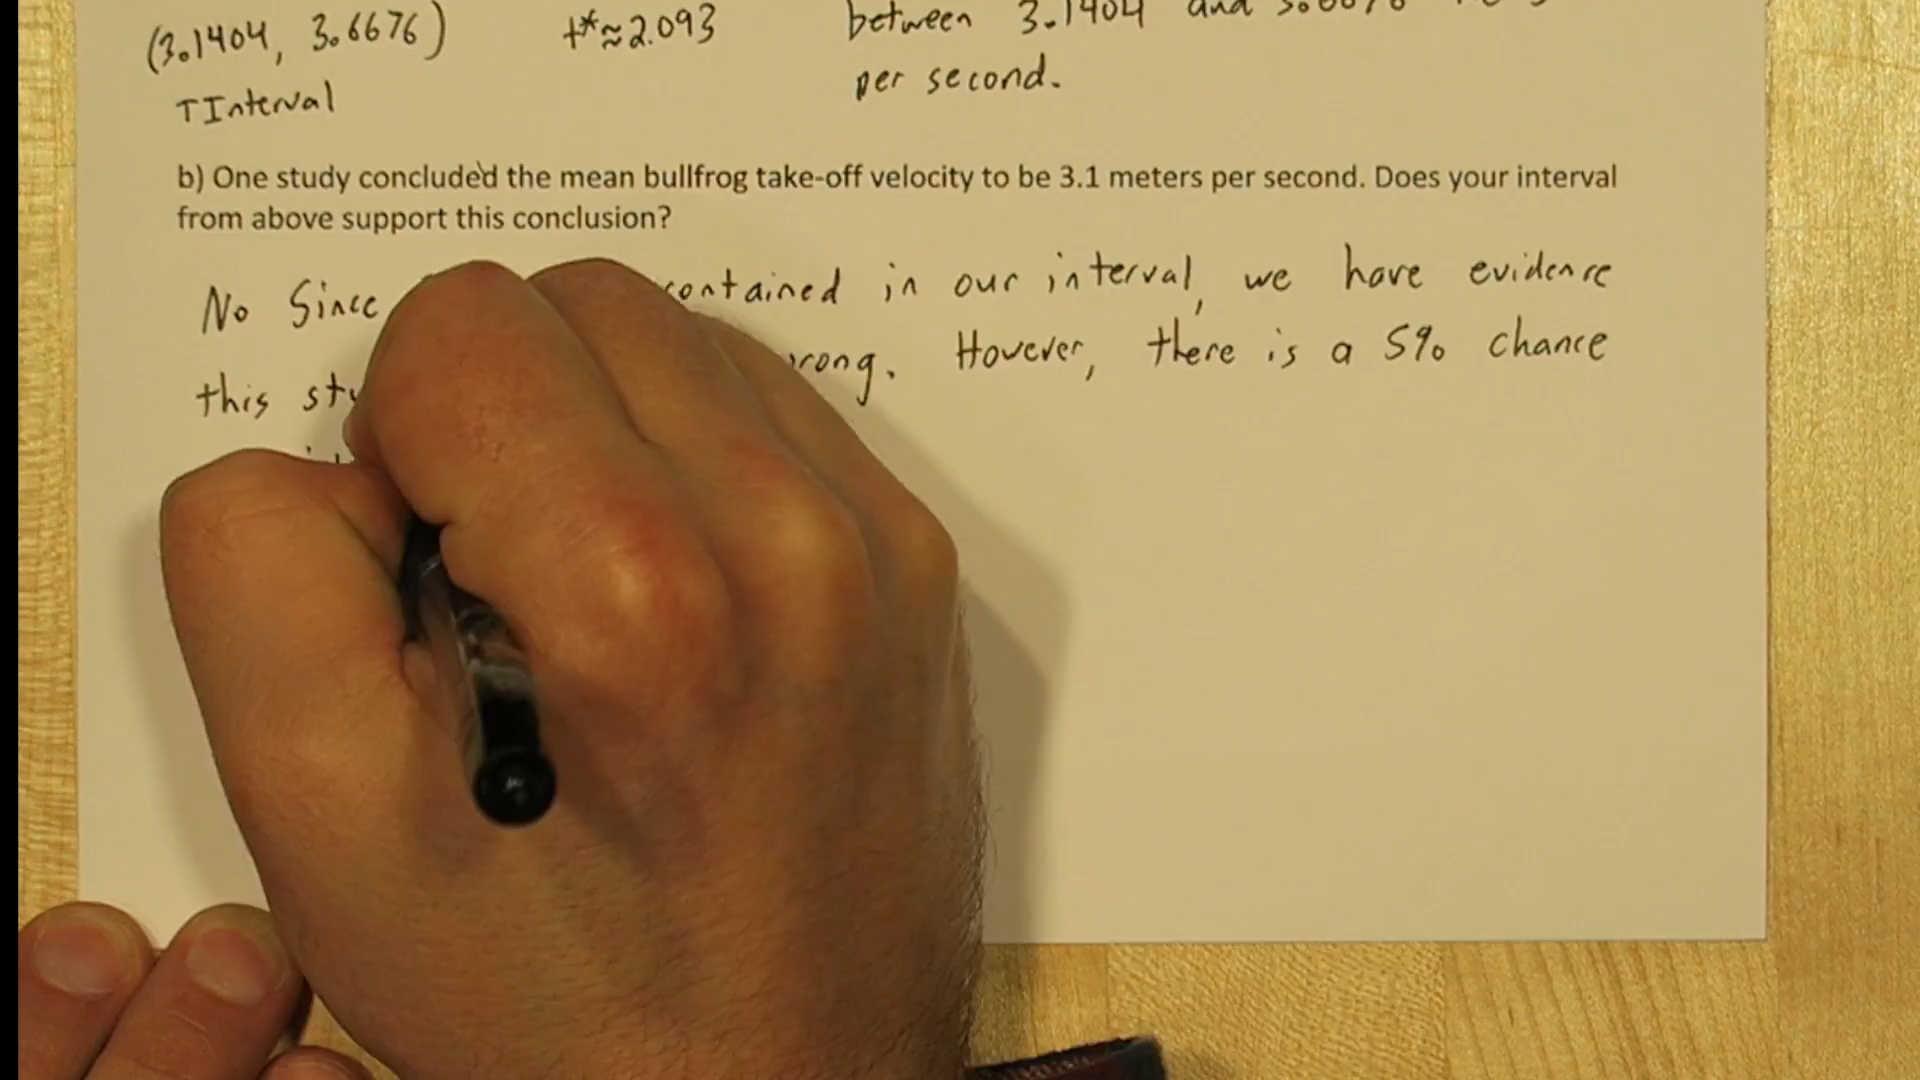 (3.1404, 3.6676) t*≈2.093 between 3.1404 and
TInterval per second.
b) One study concluded the mean bullfrog take-off velocity to be 3.1 meters per second. Does your interval
from above support this conclusion?
No Since contained in our interval, we have evidence
this However, there is a 5% chance